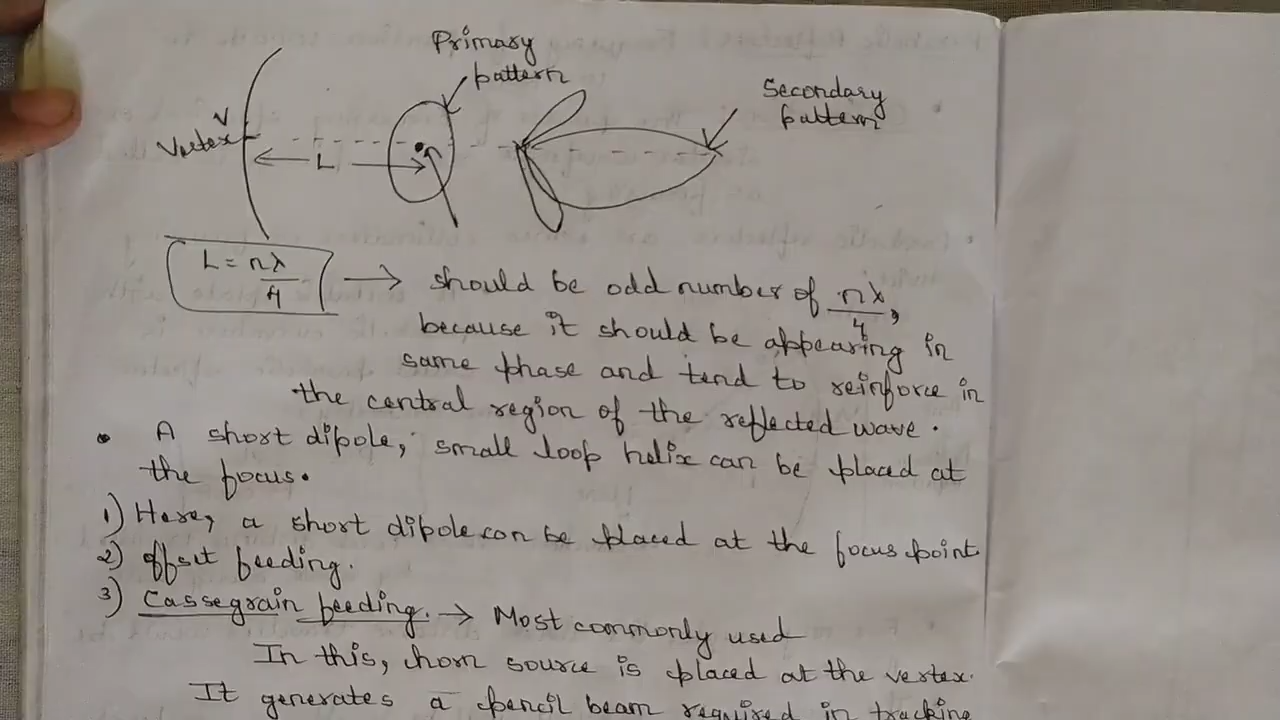 Primary
pattern
Secondary
pattern
V
Vertex
L
L = nλ/4 → should be odd number of nλ/4,
because it should be appearing in
same phase and tend to reinforce in
the central region of the reflected wave.
• A short dipole, small loop helix can be placed at
the focus.
1) Here, a short dipole can be placed at the focus point
2) offset feeding.
3) Cassegrain feeding. → Most commonly used
In this, horn source is placed at the vertex.
It generates a pencil beam required in tracking